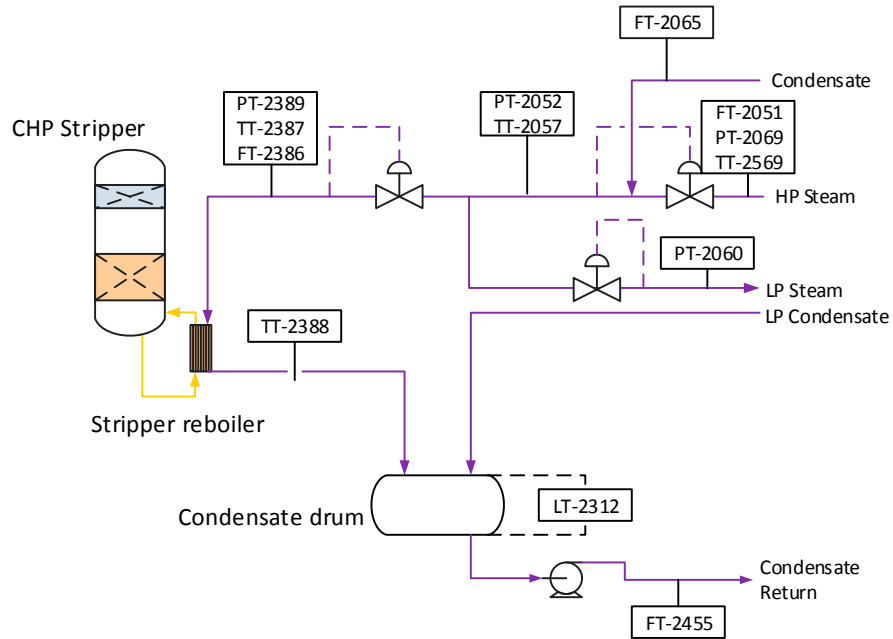 FT-2065
Condensate
PT-2389
TT-2387
FT-2386
PT-2052
TT-2057
FT-2051
PT-2069
TT-2569
CHP Stripper
HP Steam
PT-2060
LP Steam
LP Condensate
TT-2388
Stripper reboiler
LT-2312
Condensate drum
Condensate
Return
FT-2455